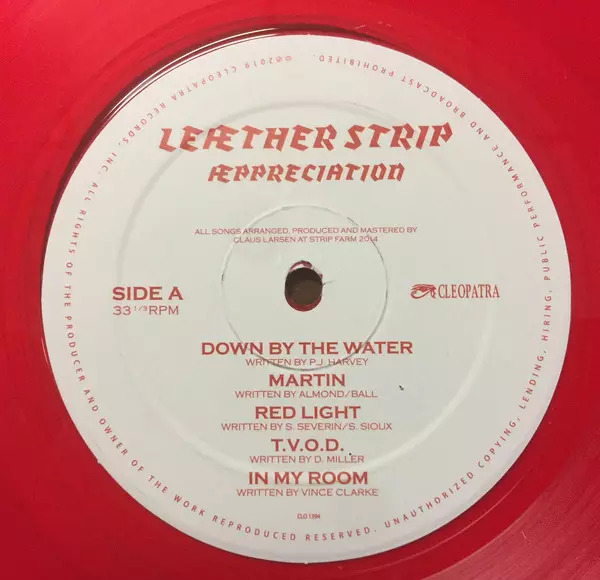 LEÆTHER STRIP
ÆPPRECIATION
ALL SONGS ARRANGED, PRODUCED AND MASTERED BY
CLAUS LARSEN AT STRIP FARM 2014
SIDE A
33 1/3 RPM
CLEOPATRA
DOWN BY THE WATER
WRITTEN BY P.J. HARVEY
MARTIN
WRITTEN BY ALMOND/BALL
RED LIGHT
WRITTEN BY S. SEVERIN/S. SIOUX
T.V.O.D.
WRITTEN BY D. MILLER
IN MY ROOM
WRITTEN BY VINCE CLARKE
CLO 1394
℗©2019 CLEOPATRA RECORDS, INC. ALL RIGHTS OF THE PRODUCER AND OWNER OF THE WORK REPRODUCED RESERVED. UNAUTHORIZED COPYING, LENDING, HIRING, PUBLIC PERFORMANCE AND BROADCAST PROHIBITED.